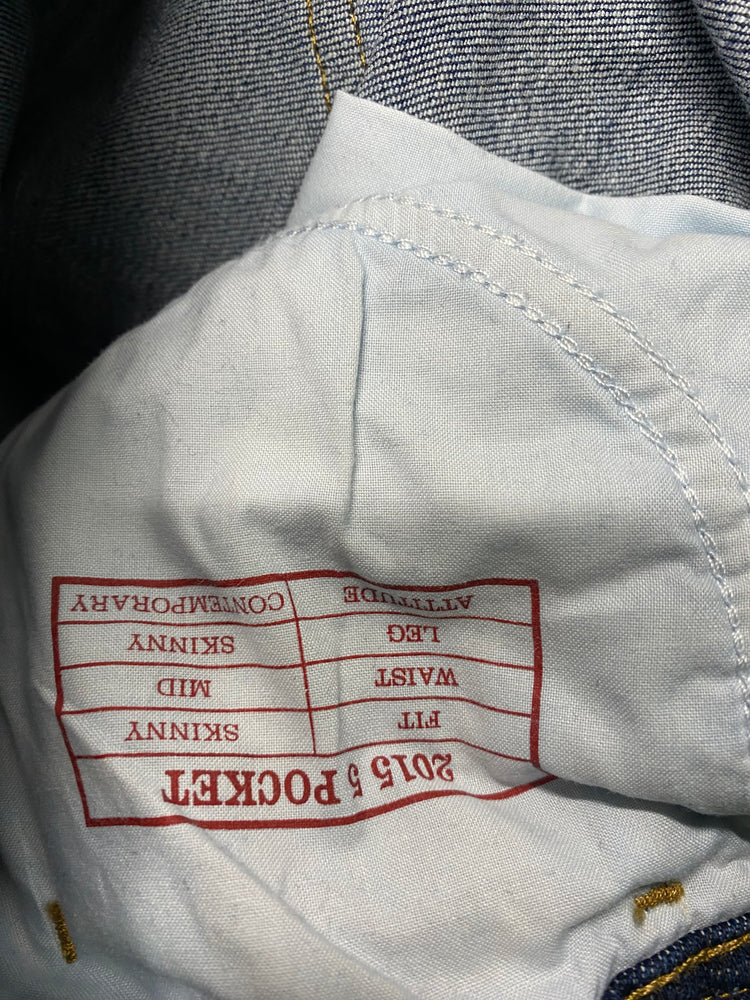 2015 5 POCKET
FIT SKINNY
WAIST MID
LEG SKINNY
ATTITUDE CONTEMPORARY